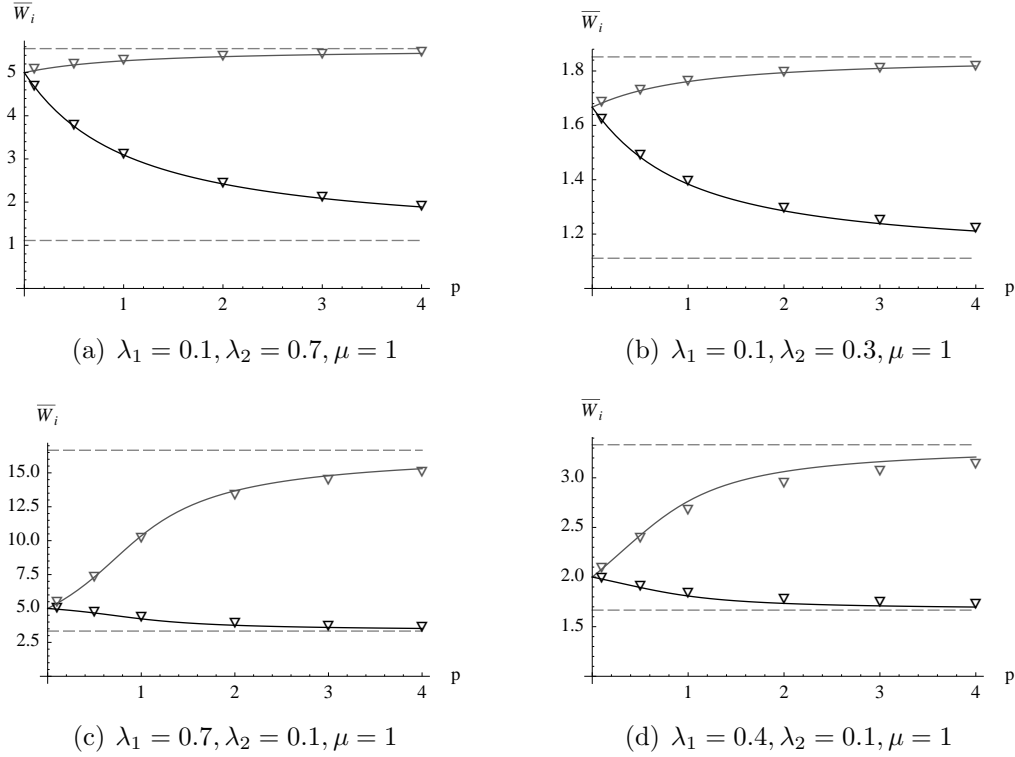 W̅ᵢ
5
4
3
2
1
1 2 3 4 p
(a) λ₁ = 0.1, λ₂ = 0.7, μ = 1
W̅ᵢ
1.8
1.6
1.4
1.2
1 2 3 4 p
(b) λ₁ = 0.1, λ₂ = 0.3, μ = 1
W̅ᵢ
15.0
12.5
10.0
7.5
5.0
2.5
1 2 3 4 p
(c) λ₁ = 0.7, λ₂ = 0.1, μ = 1
W̅ᵢ
3.0
2.5
2.0
1.5
1 2 3 4 p
(d) λ₁ = 0.4, λ₂ = 0.1, μ = 1